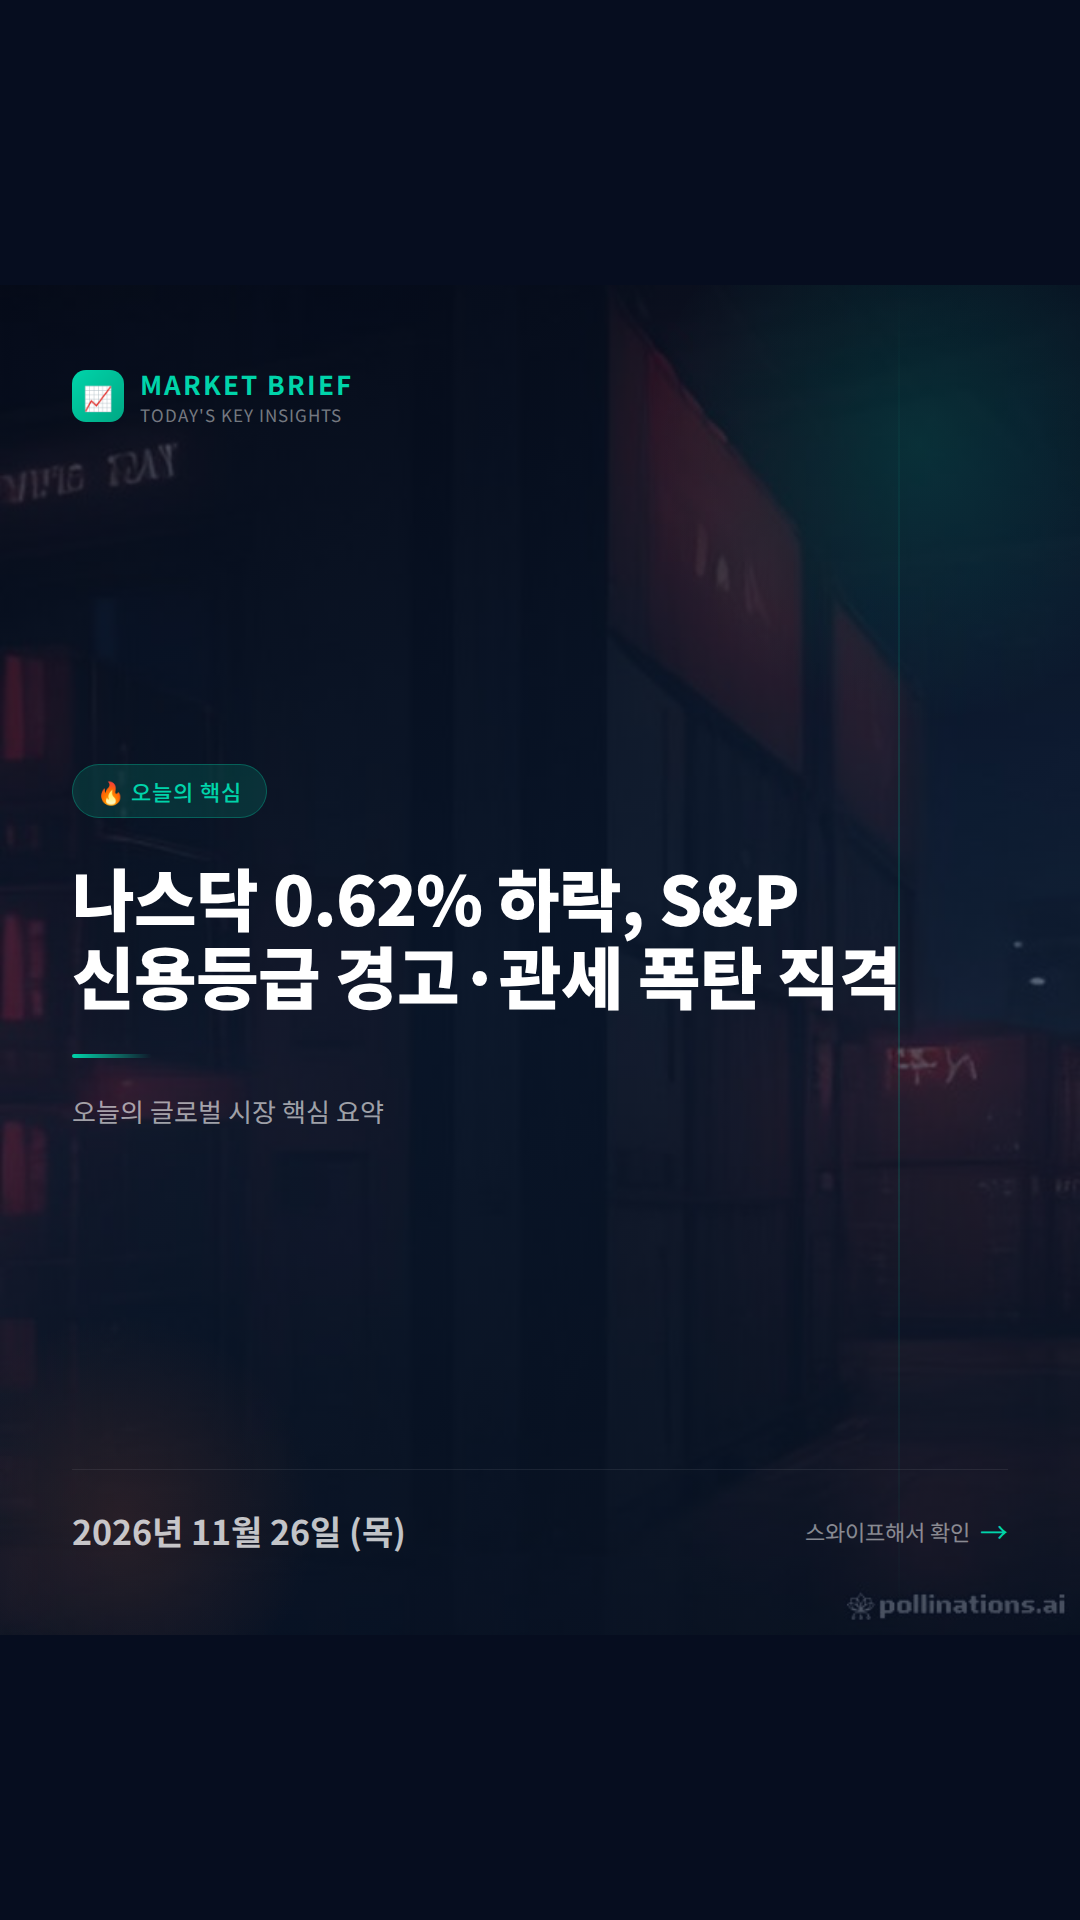 MARKET BRIEF
TODAY'S KEY INSIGHTS
🔥 오늘의 핵심
나스닥 0.62% 하락, S&P
신용등급 경고·관세 폭탄 직격
오늘의 글로벌 시장 핵심 요약
2026년 11월 26일 (목)
스와이프해서 확인 →
pollinations.ai